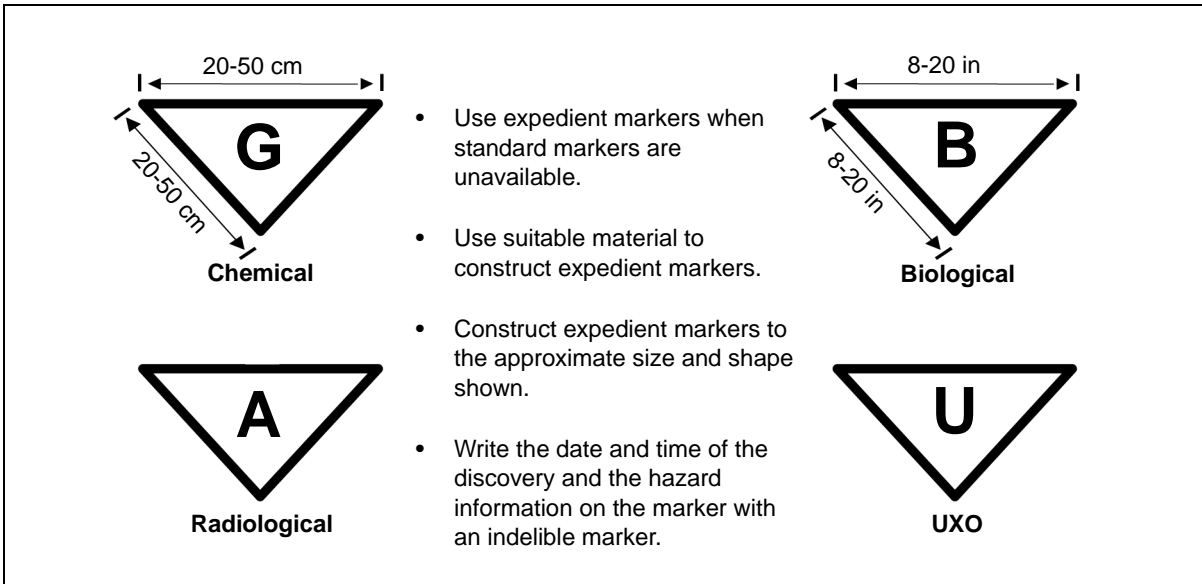 20-50 cm
20-50 cm
G
Chemical
A
Radiological
• Use expedient markers when
standard markers are
unavailable.
• Use suitable material to
construct expedient markers.
• Construct expedient markers to
the approximate size and shape
shown.
• Write the date and time of the
discovery and the hazard
information on the marker with
an indelible marker.
8-20 in
8-20 in
B
Biological
U
UXO